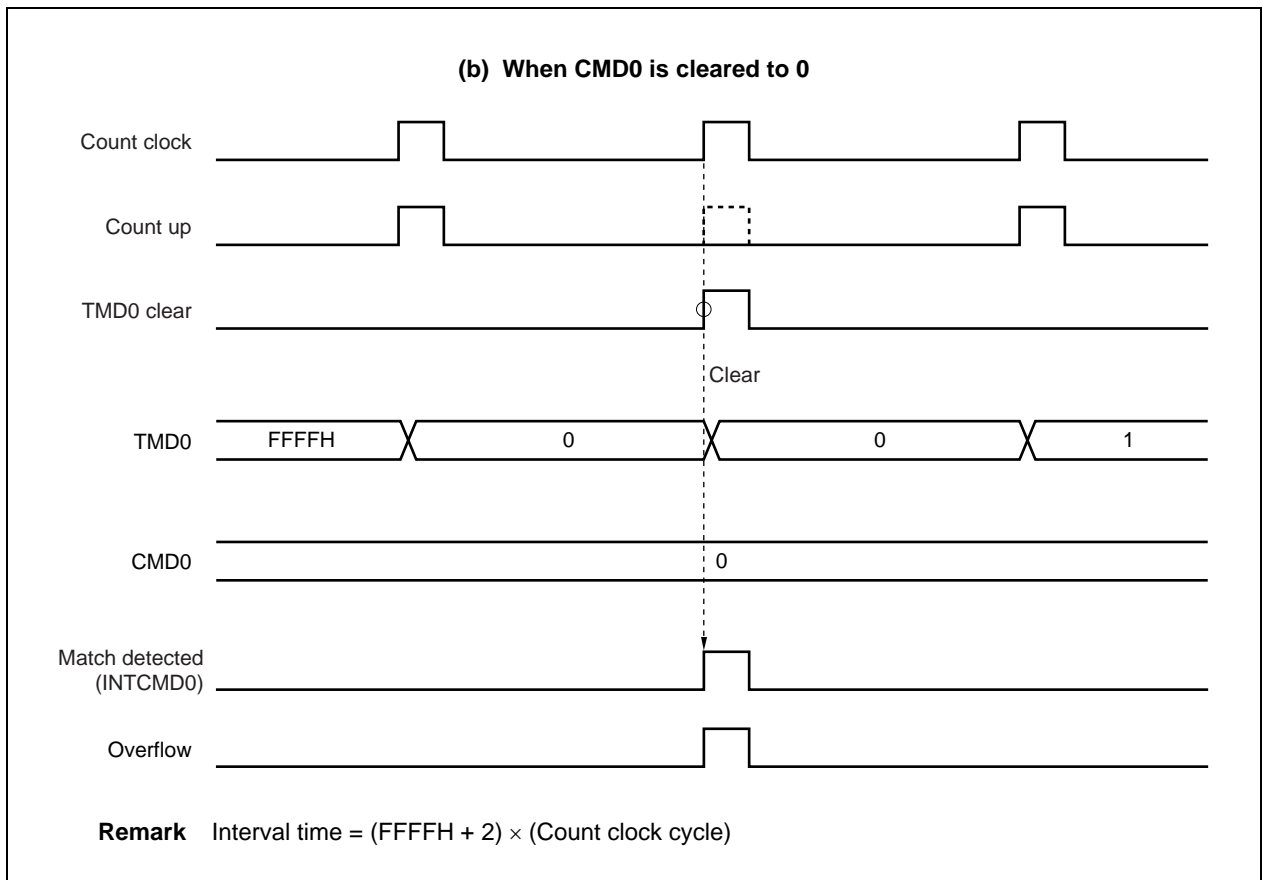 (b) When CMD0 is cleared to 0
Count clock
Count up
TMD0 clear
Clear
TMD0
FFFFH
0
0
1
CMD0
0
Match detected
(INTCMD0)
Overflow
Remark Interval time = (FFFFH + 2) × (Count clock cycle)